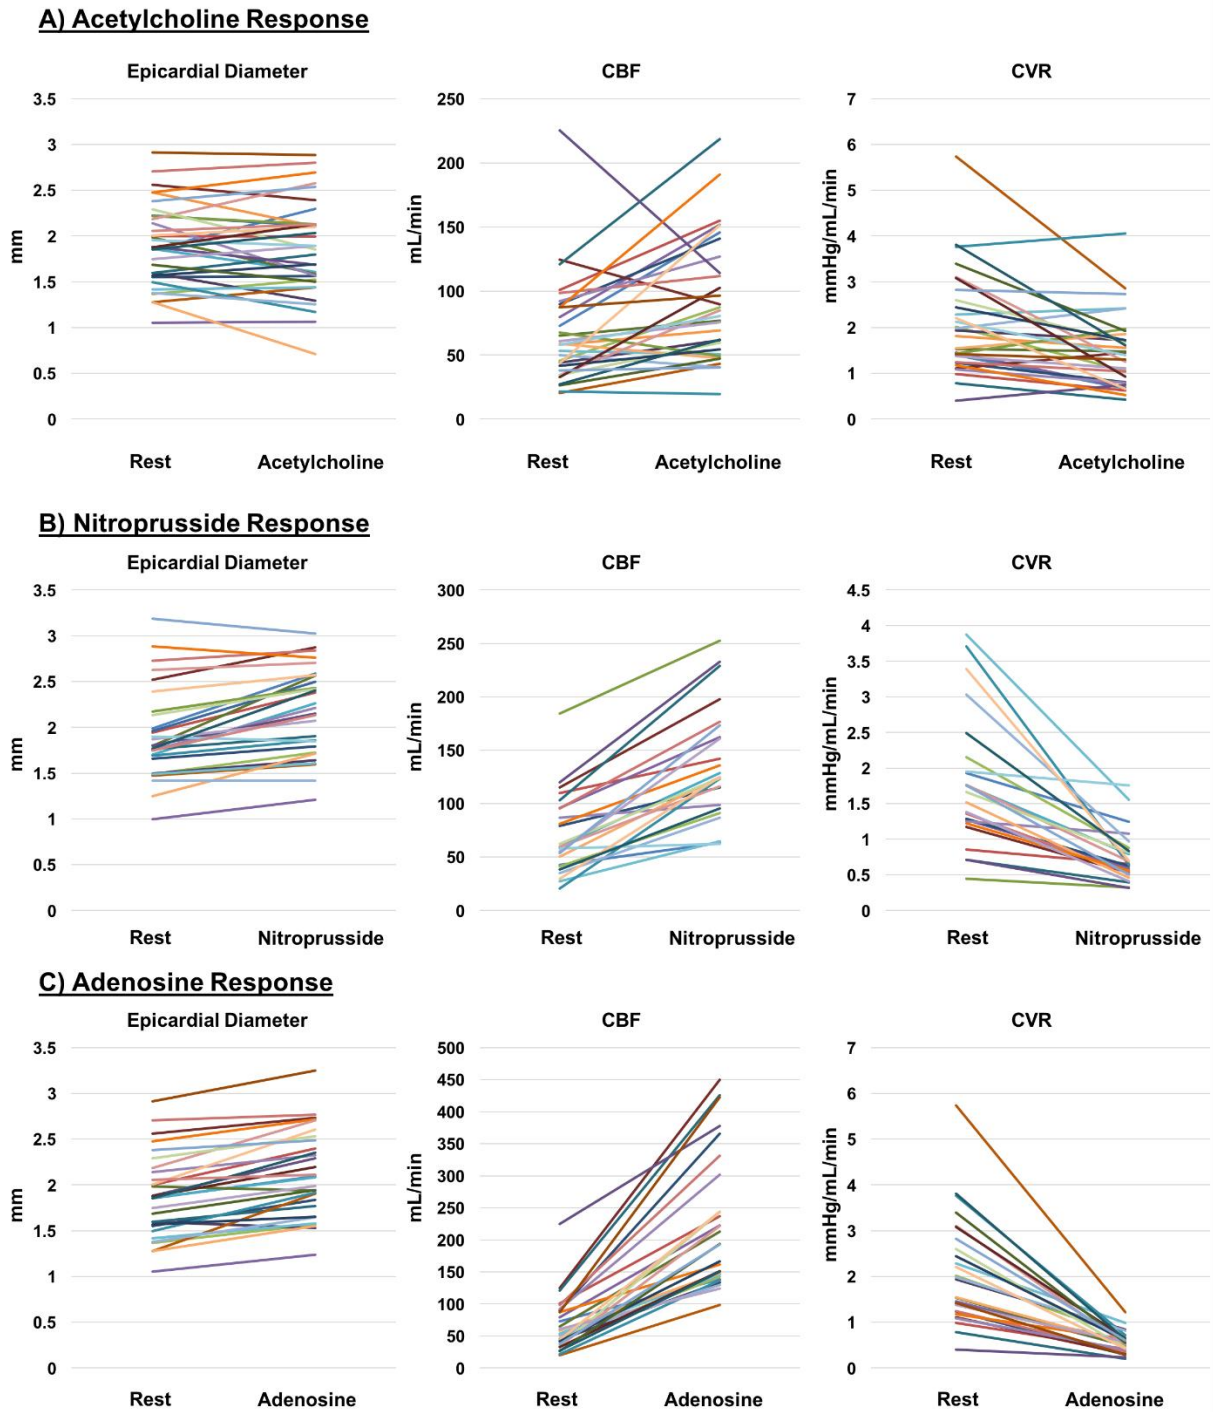 A) Acetylcholine Response
Epicardial Diameter
3.5
3
2.5
2
1.5
1
0.5
0
mm
Rest Acetylcholine
CBF
250
200
150
100
50
0
mL/min
Rest Acetylcholine
CVR
7
6
5
4
3
2
1
0
mmHg/mL/min
Rest Acetylcholine
B) Nitroprusside Response
Epicardial Diameter
3.5
3
2.5
2
1.5
1
0.5
0
mm
Rest Nitroprusside
CBF
300
250
200
150
100
50
0
mL/min
Rest Nitroprusside
CVR
4.5
4
3.5
3
2.5
2
1.5
1
0.5
0
mmHg/mL/min
Rest Nitroprusside
C) Adenosine Response
Epicardial Diameter
3.5
3
2.5
2
1.5
1
0.5
0
mm
Rest Adenosine
CBF
500
450
400
350
300
250
200
150
100
50
0
mL/min
Rest Adenosine
CVR
7
6
5
4
3
2
1
0
mmHg/mL/min
Rest Adenosine